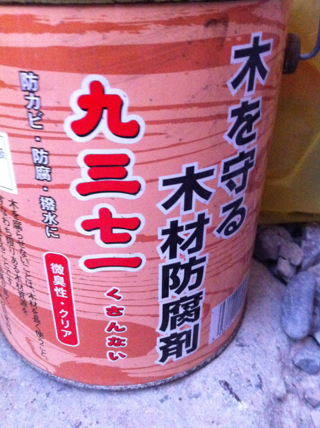 木を守る
木材防腐剤
九三七一
くさんない
防カビ・防腐・撥水に
微臭性・クリア